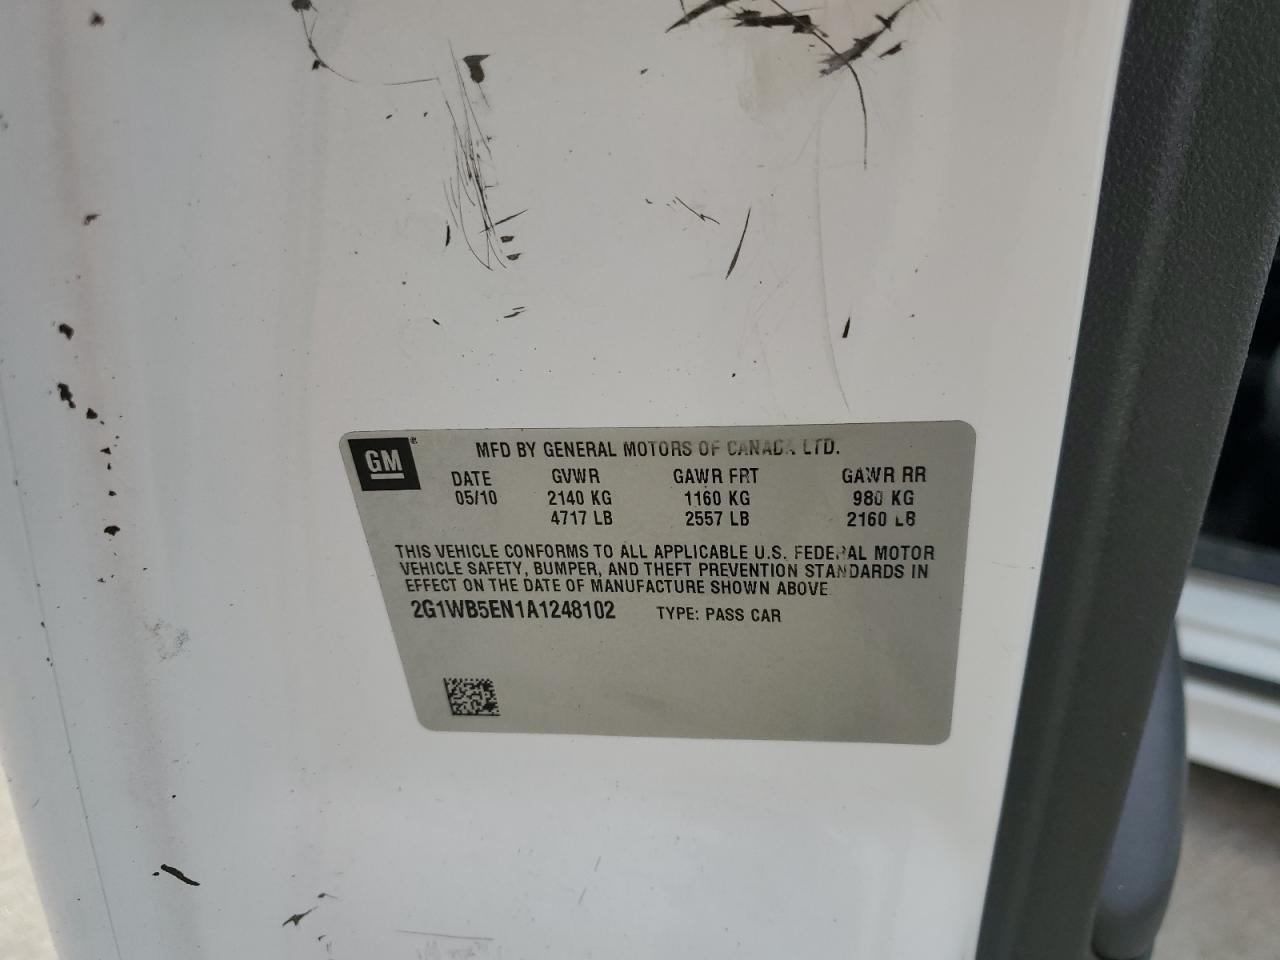 GM
MFD BY GENERAL MOTORS OF CANADA LTD.
DATE GVWR GAWR FRT GAWR RR
05/10 2140 KG 1160 KG 980 KG
4717 LB 2557 LB 2160 LB
THIS VEHICLE CONFORMS TO ALL APPLICABLE U.S. FEDERAL MOTOR
VEHICLE SAFETY, BUMPER, AND THEFT PREVENTION STANDARDS IN
EFFECT ON THE DATE OF MANUFACTURE SHOWN ABOVE
2G1WB5EN1A1248102 TYPE: PASS CAR